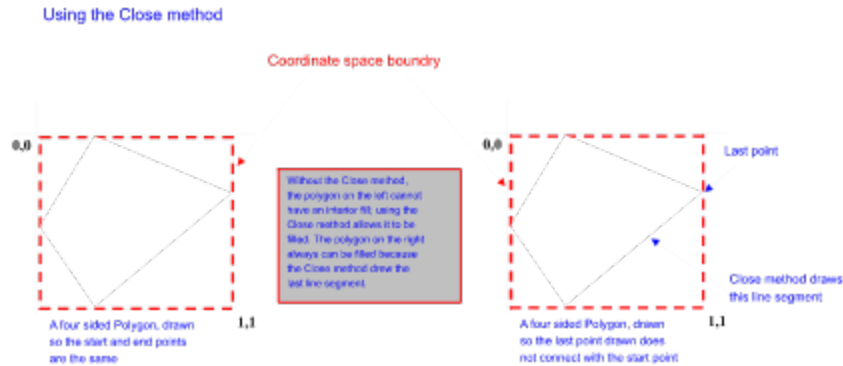 Using the Close method
Coordinate space boundry
0,0
0,0
Last point
Without the Close method,
the polygon on the left cannot
have an interior fill; using the
Close method allows it to be
filled. The polygon on the right
always can be filled because
the Close method drew the
last line segment.
Close method draws
this line segment
1,1
1,1
A four sided Polygon, drawn
so the start and end points
are the same
A four sided Polygon, drawn
so the last point drawn does
not connect with the start point